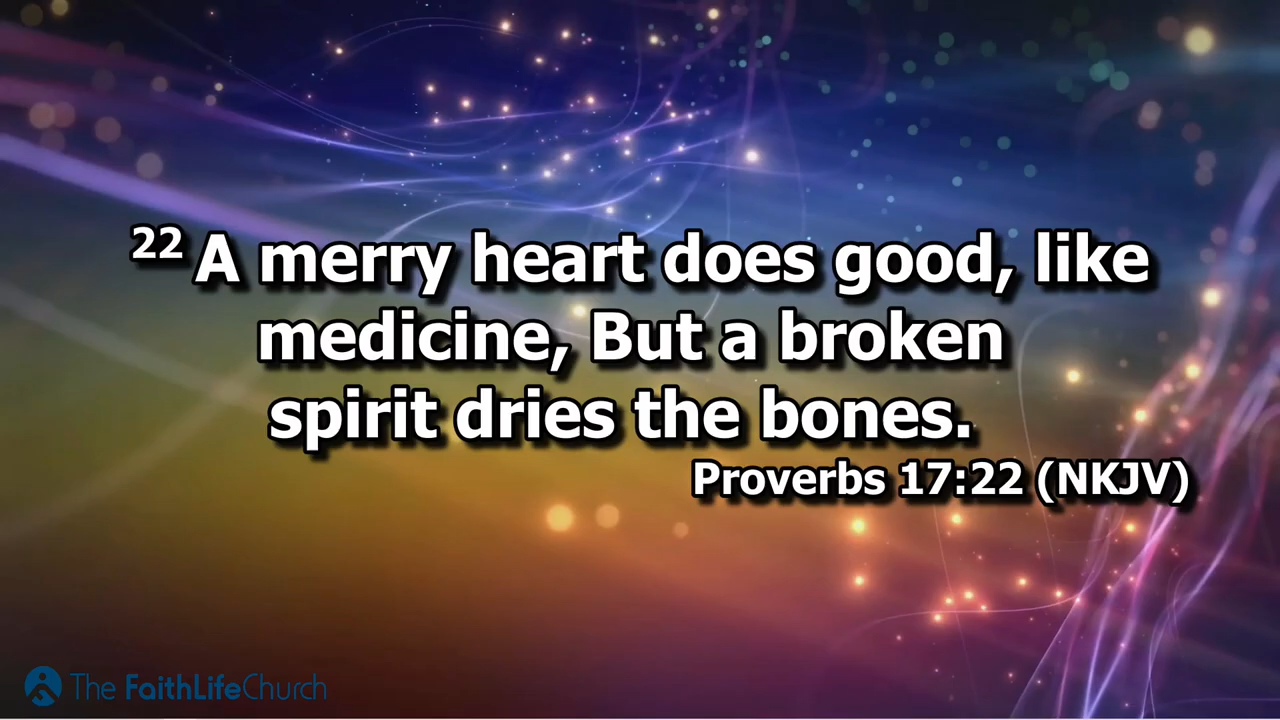 22 A merry heart does good, like
medicine, But a broken
spirit dries the bones.
Proverbs 17:22 (NKJV)
The FaithLifeChurch